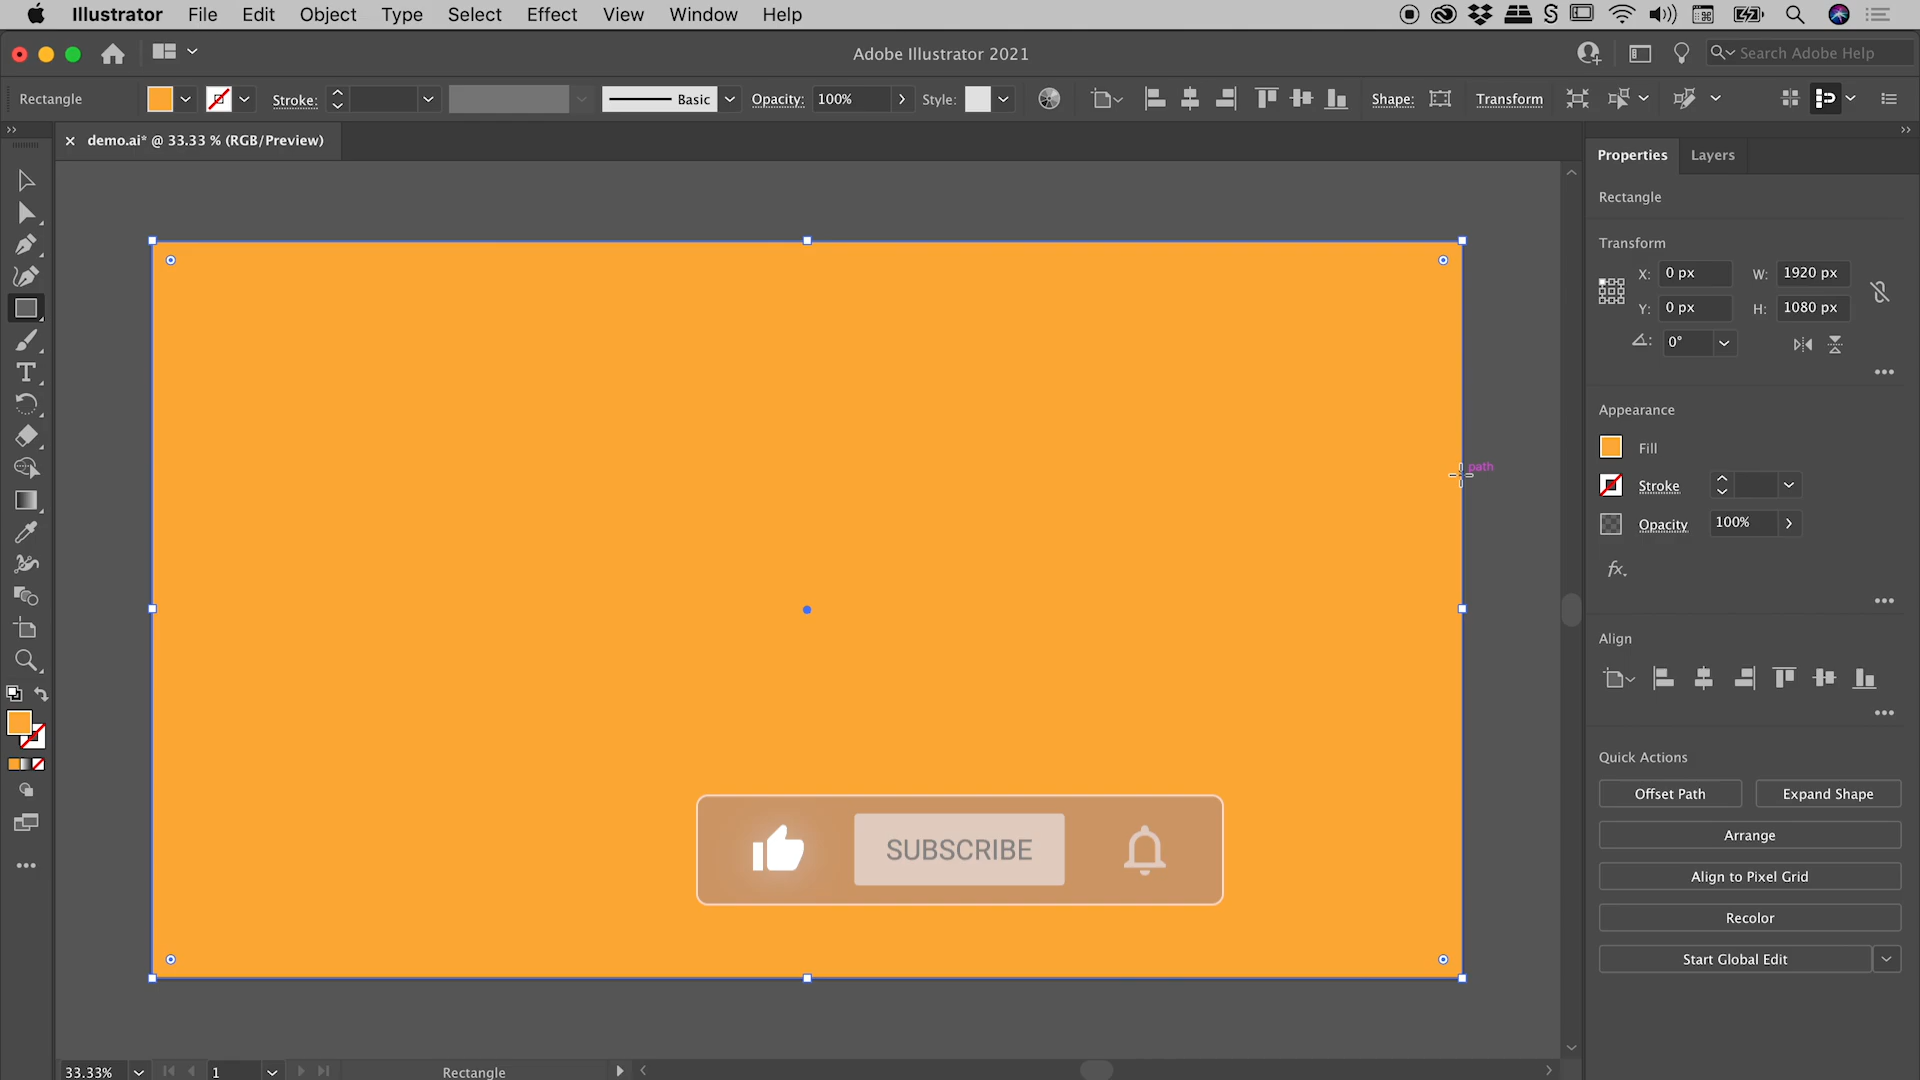 Illustrator File Edit Object Type Select Effect View Window Help
Adobe Illustrator 2021
Search Adobe Help
Rectangle Stroke: Basic Opacity: 100% Style: Shape: Transform
demo.ai* @ 33.33 % (RGB/Preview)
Properties Layers
Rectangle
Transform
X: 0 px W: 1920 px
Y: 0 px H: 1080 px
0°
Appearance
Fill
path
Stroke
Opacity 100%
fx
Align
Quick Actions
Offset Path Expand Shape
Arrange
SUBSCRIBE
Align to Pixel Grid
Recolor
Start Global Edit
33.33% 1 Rectangle